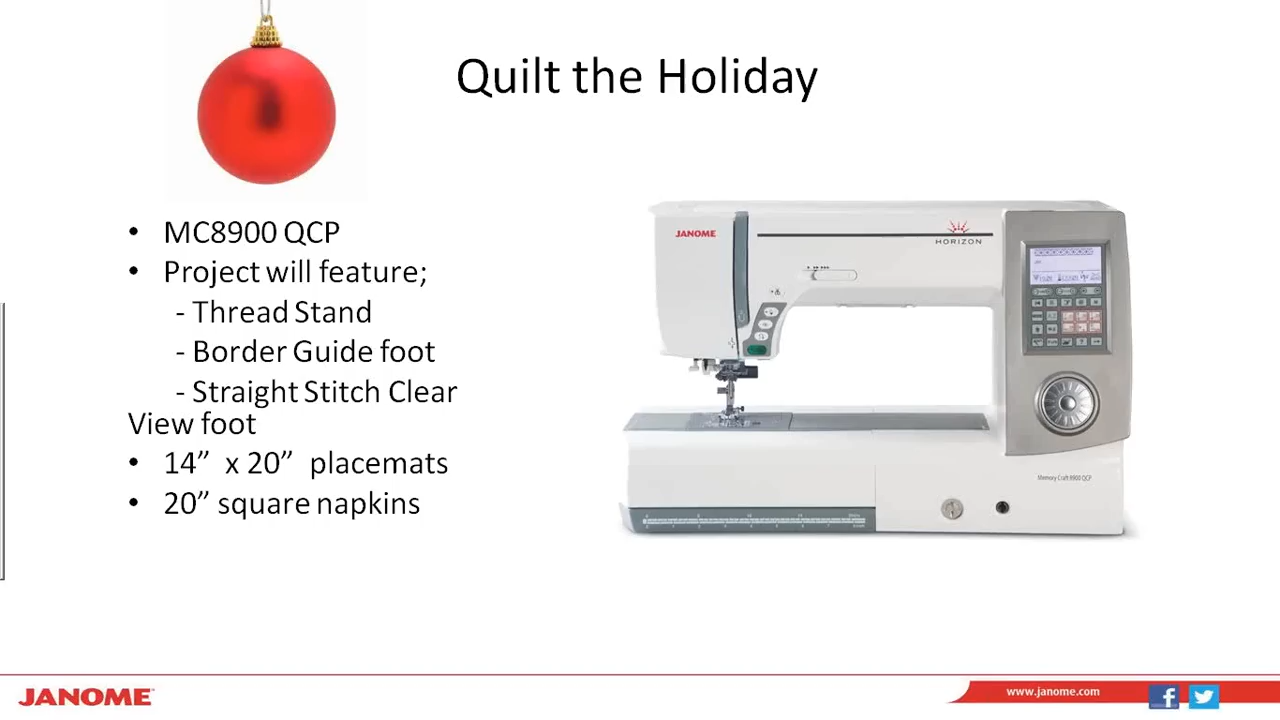 Quilt the Holiday
• MC8900 QCP
• Project will feature;
- Thread Stand
- Border Guide foot
- Straight Stitch Clear
View foot
• 14” x 20” placemats
• 20” square napkins
JANOME
HORIZON
Memory Craft 8900 QCP
JANOME
www.janome.com